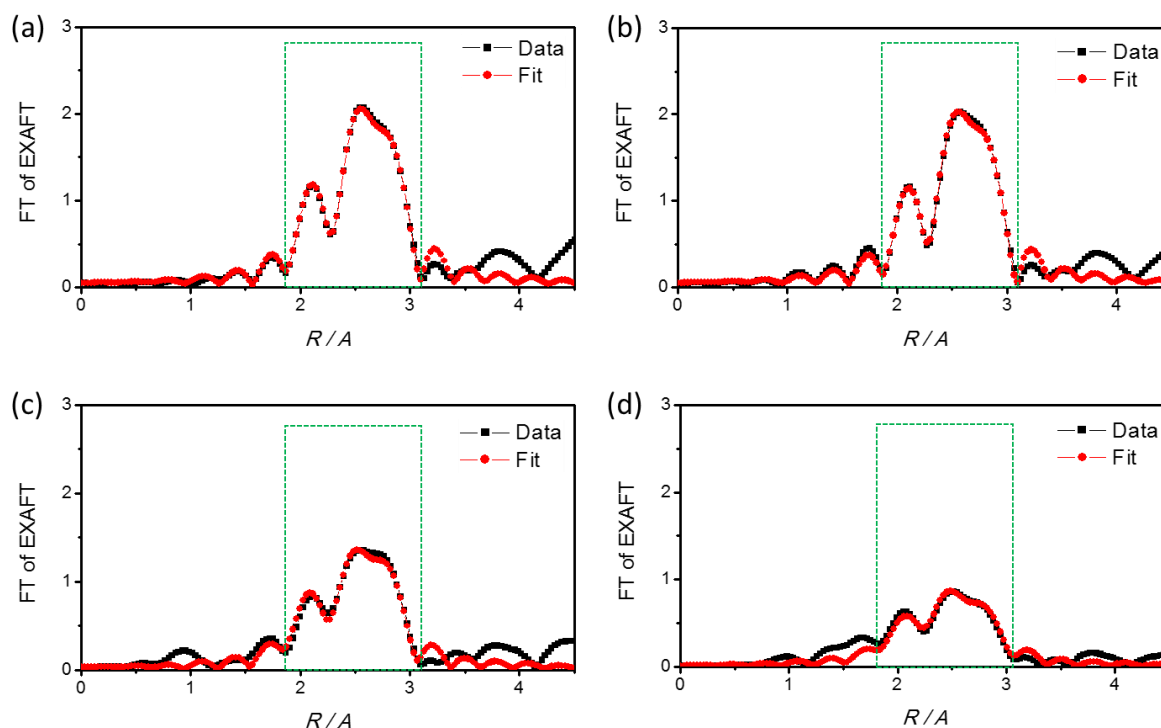 (a)
3
2
1
0
FT of EXAFT
Data
Fit
0 1 2 3 4
R / A
(b)
3
2
1
0
FT of EXAFT
Data
Fit
0 1 2 3 4
R / A
(c)
3
2
1
0
FT of EXAFT
Data
Fit
0 1 2 3 4
R / A
(d)
3
2
1
0
FT of EXAFT
Data
Fit
0 1 2 3 4
R / A